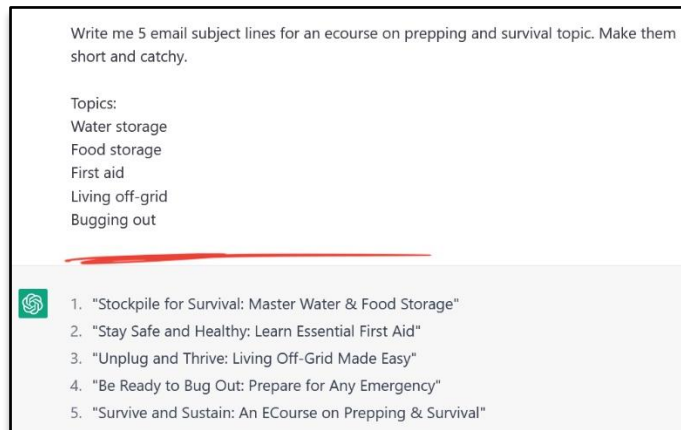 Write me 5 email subject lines for an ecourse on prepping and survival topic. Make them
short and catchy.
Topics:
Water storage
Food storage
First aid
Living off-grid
Bugging out
1. "Stockpile for Survival: Master Water & Food Storage"
2. "Stay Safe and Healthy: Learn Essential First Aid"
3. "Unplug and Thrive: Living Off-Grid Made Easy"
4. "Be Ready to Bug Out: Prepare for Any Emergency"
5. "Survive and Sustain: An ECourse on Prepping & Survival"